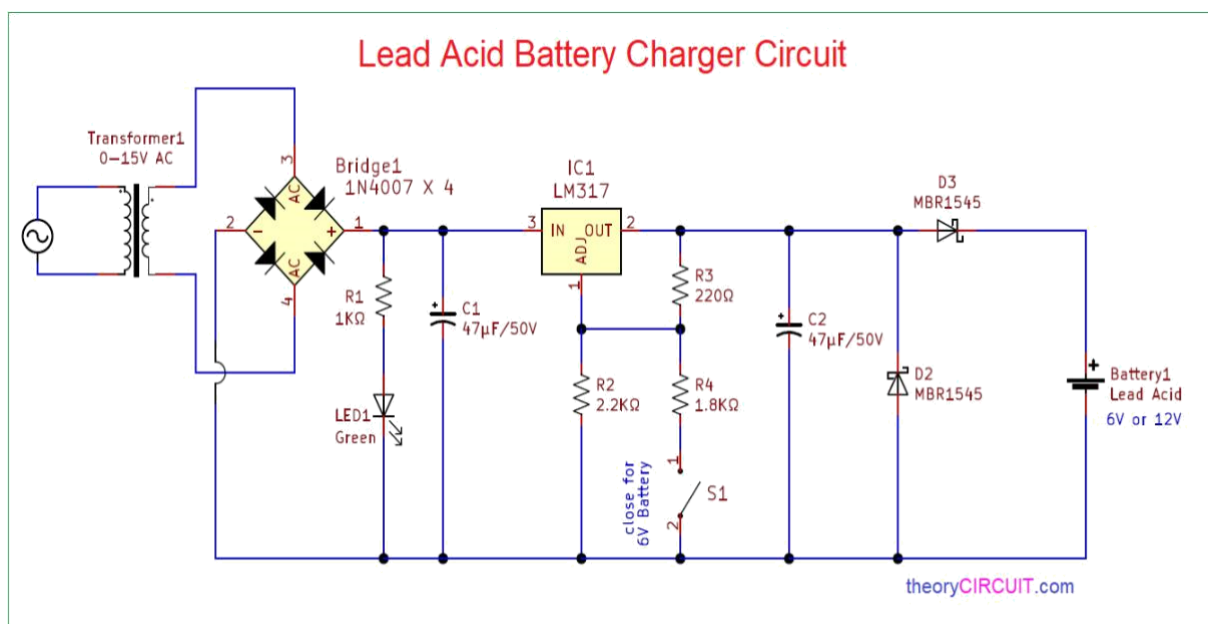 Lead Acid Battery Charger Circuit
Transformer1
0–15V AC
3
AC
Bridge1
1N4007 X 4
2
−
+
1
AC
4
IC1
LM317
3
IN
OUT
2
ADJ
1
D3
MBR1545
R1
1KΩ
+
C1
47µF/50V
R3
220Ω
+
C2
47µF/50V
LED1
Green
R2
2.2KΩ
R4
1.8KΩ
D2
MBR1545
+
Battery1
Lead Acid
6V or 12V
close for
6V Battery
1
S1
2
theoryCIRCUIT.com